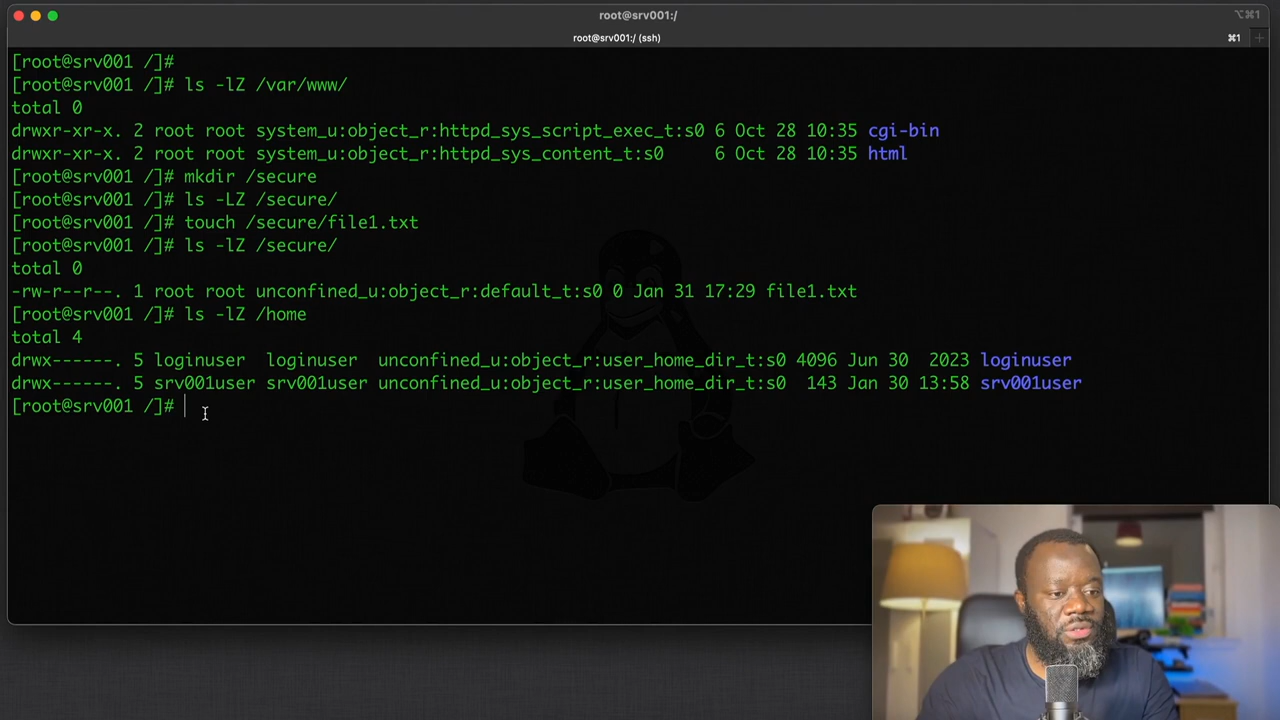 root@srv001:/
⌥⌘1
root@srv001:/ (ssh)
⌘1
+
[root@srv001 /]#
[root@srv001 /]# ls -lZ /var/www/
total 0
drwxr-xr-x. 2 root root system_u:object_r:httpd_sys_script_exec_t:s0 6 Oct 28 10:35 cgi-bin
drwxr-xr-x. 2 root root system_u:object_r:httpd_sys_content_t:s0     6 Oct 28 10:35 html
[root@srv001 /]# mkdir /secure
[root@srv001 /]# ls -LZ /secure/
[root@srv001 /]# touch /secure/file1.txt
[root@srv001 /]# ls -lZ /secure/
total 0
-rw-r--r--. 1 root root unconfined_u:object_r:default_t:s0 0 Jan 31 17:29 file1.txt
[root@srv001 /]# ls -lZ /home
total 4
drwx------. 5 loginuser  loginuser  unconfined_u:object_r:user_home_dir_t:s0 4096 Jun 30  2023 loginuser
drwx------. 5 srv001user srv001user unconfined_u:object_r:user_home_dir_t:s0  143 Jan 30 13:58 srv001user
[root@srv001 /]#